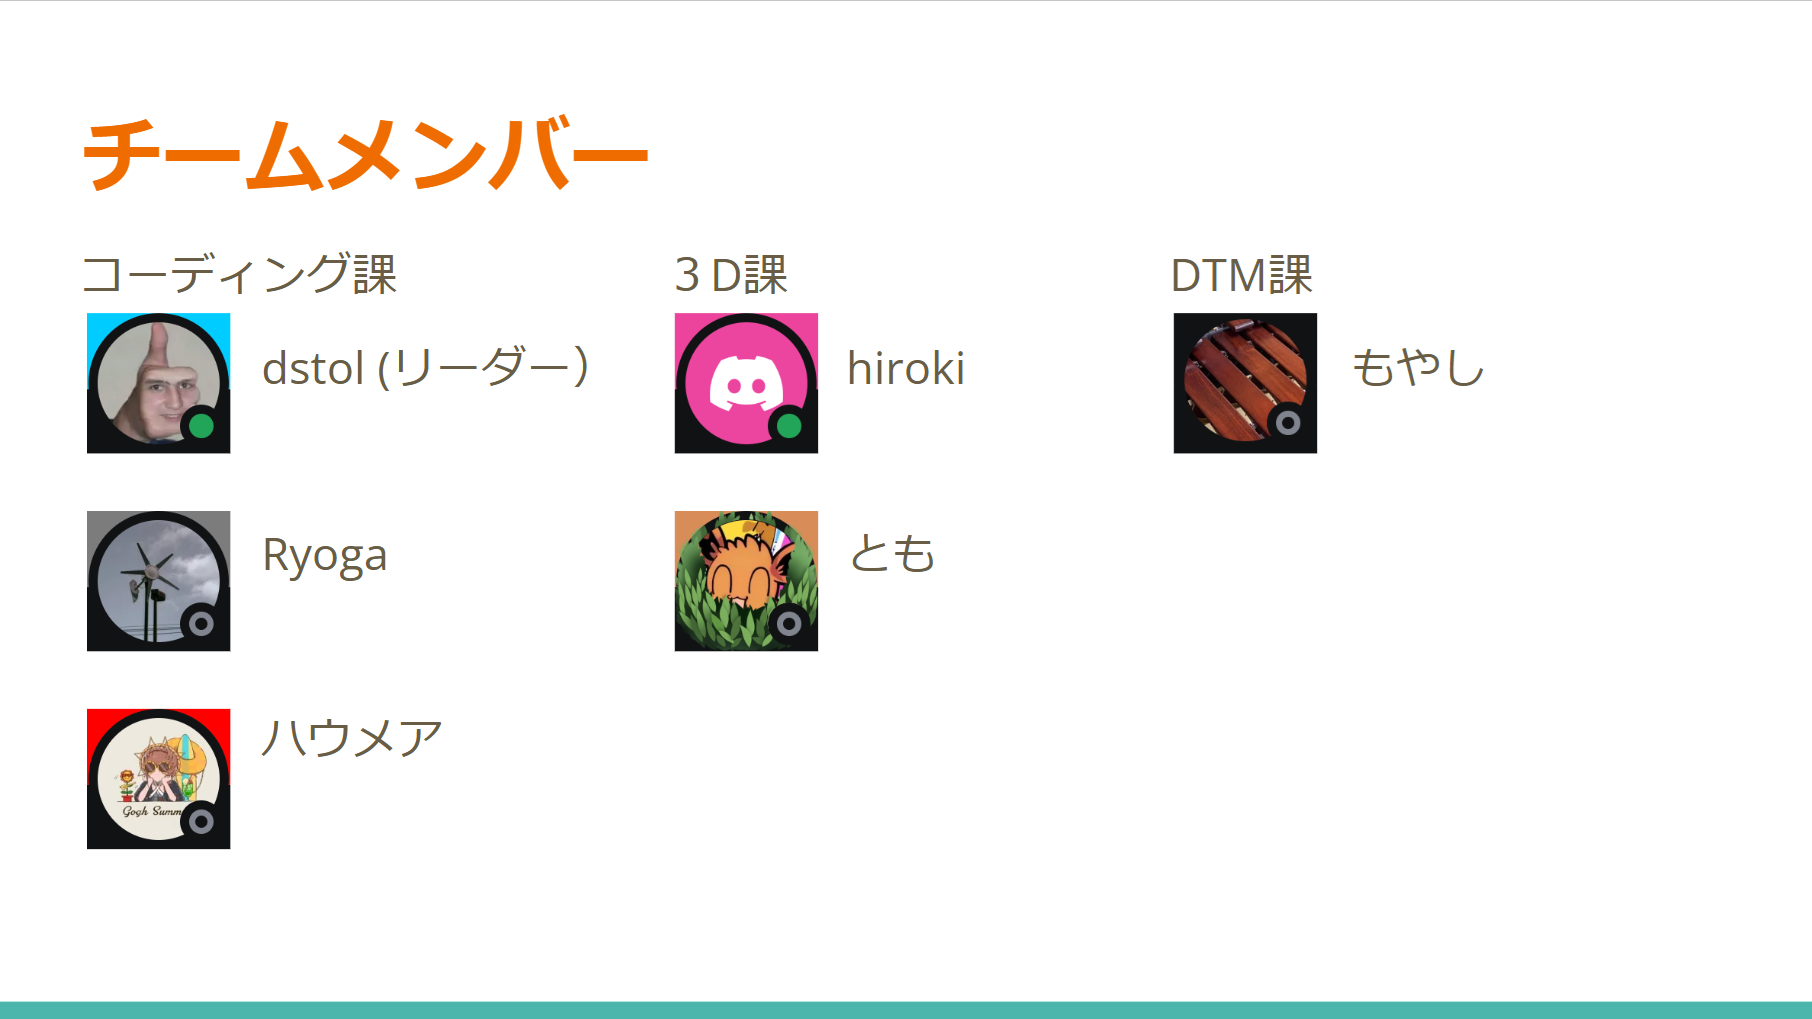 チームメンバー
コーディング課
dstol (リーダー）
Ryoga
ハウメア
Gogh Summ
３D課
hiroki
とも
DTM課
もやし